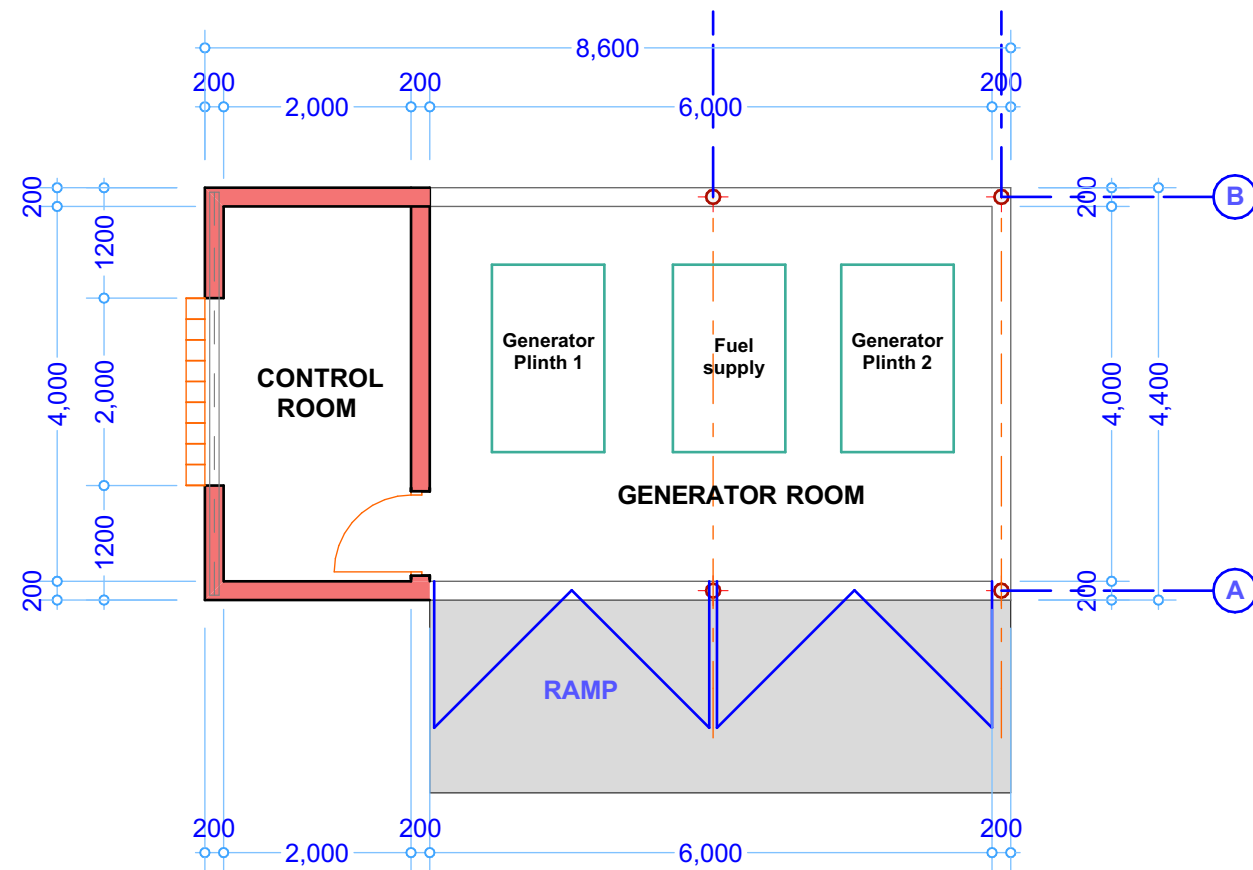 8,600
200
200
200
2,000
6,000
200
200
B
1200
Generator
Plinth 1
Fuel
supply
Generator
Plinth 2
CONTROL
ROOM
4,000
2,000
4,000
4,400
GENERATOR ROOM
1200
200
200
A
RAMP
200
200
200
2,000
6,000